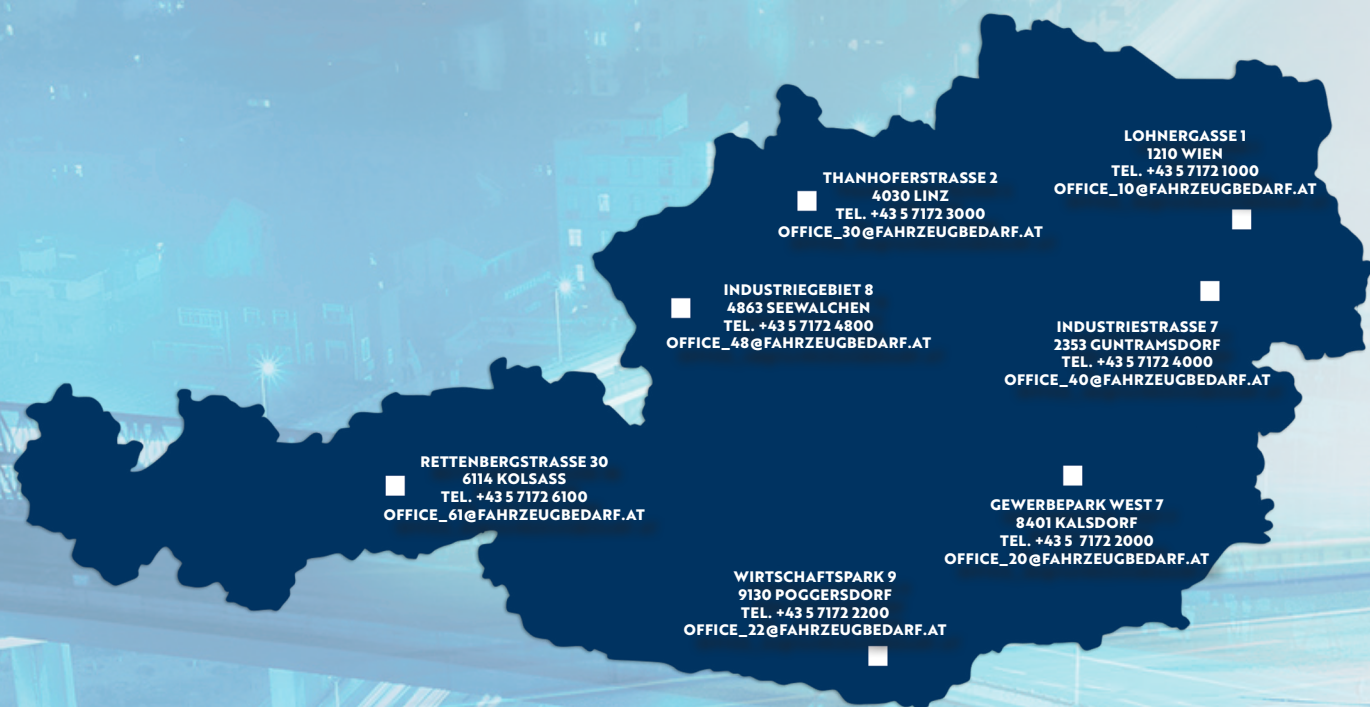 LOHNERGASSE 1
1210 WIEN
TEL. +43 5 7172 1000
OFFICE_10@FAHRZEUGBEDARF.AT
THANHOFERSTRASSE 2
4030 LINZ
TEL. +43 5 7172 3000
OFFICE_30@FAHRZEUGBEDARF.AT
INDUSTRIEGEBIET 8
4863 SEEWALCHEN
TEL. +43 5 7172 4800
OFFICE_48@FAHRZEUGBEDARF.AT
INDUSTRIESTRASSE 7
2353 GUNTRAMSDORF
TEL. +43 5 7172 4000
OFFICE_40@FAHRZEUGBEDARF.AT
RETTENBERGSTRASSE 30
6114 KOLSASS
TEL. +43 5 7172 6100
OFFICE_61@FAHRZEUGBEDARF.AT
GEWERBEPARK WEST 7
8401 KALSDORF
TEL. +43 5 7172 2000
OFFICE_20@FAHRZEUGBEDARF.AT
WIRTSCHAFTSPARK 9
9130 POGGERSDORF
TEL. +43 5 7172 2200
OFFICE_22@FAHRZEUGBEDARF.AT